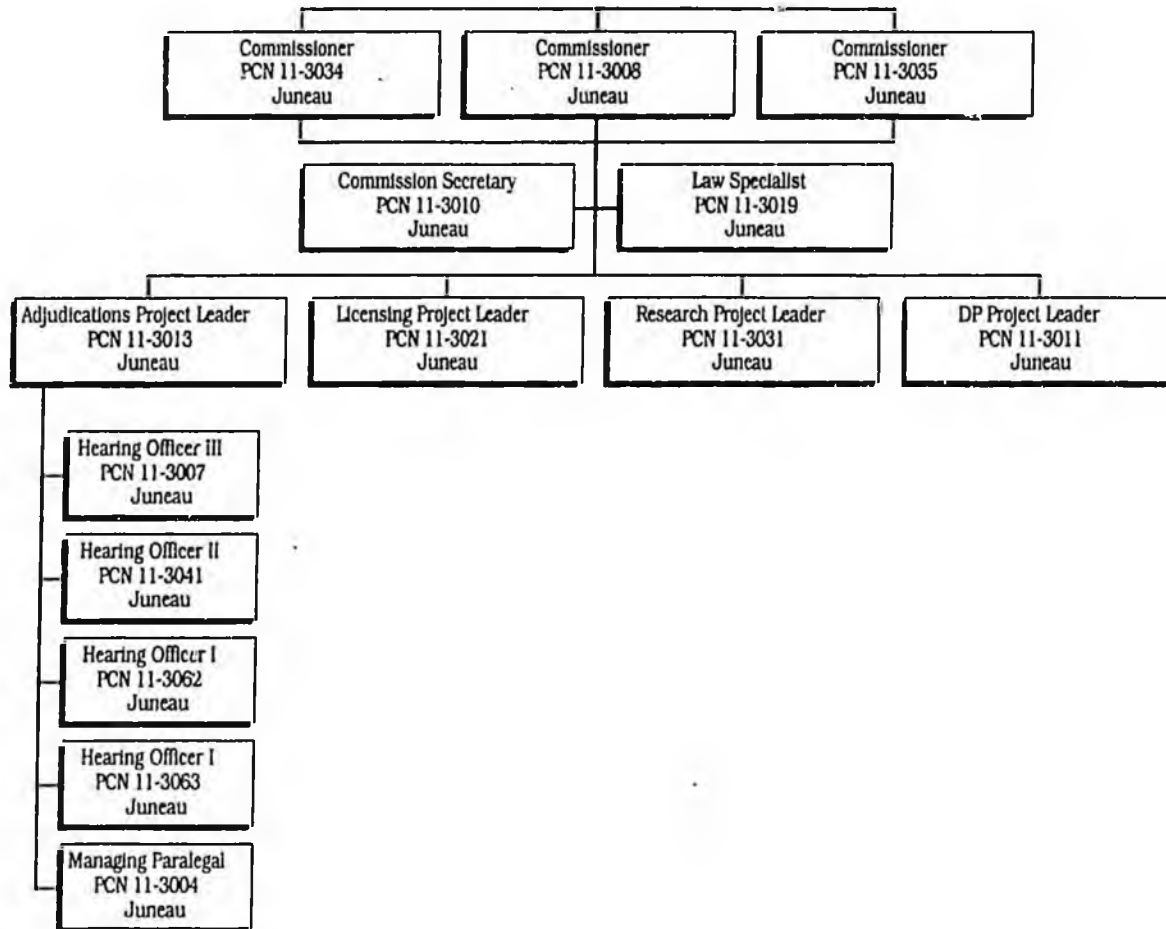 Commissioner
PCN 11-3034
Juneau
Commissioner
PCN 11-3008
Juneau
Commissioner
PCN 11-3035
Juneau
Commission Secretary
PCN 11-3010
Juneau
Law Specialist
PCN 11-3019
Juneau
Adjudications Project Leader
PCN 11-3013
Juneau
Licensing Project Leader
PCN 11-3021
Juneau
Research Project Leader
PCN 11-3031
Juneau
DP Project Leader
PCN 11-3011
Juneau
Hearing Officer III
PCN 11-3007
Juneau
Hearing Officer II
PCN 11-3041
Juneau
Hearing Officer I
PCN 11-3062
Juneau
Hearing Officer I
PCN 11-3063
Juneau
Managing Paralegal
PCN 11-3004
Juneau